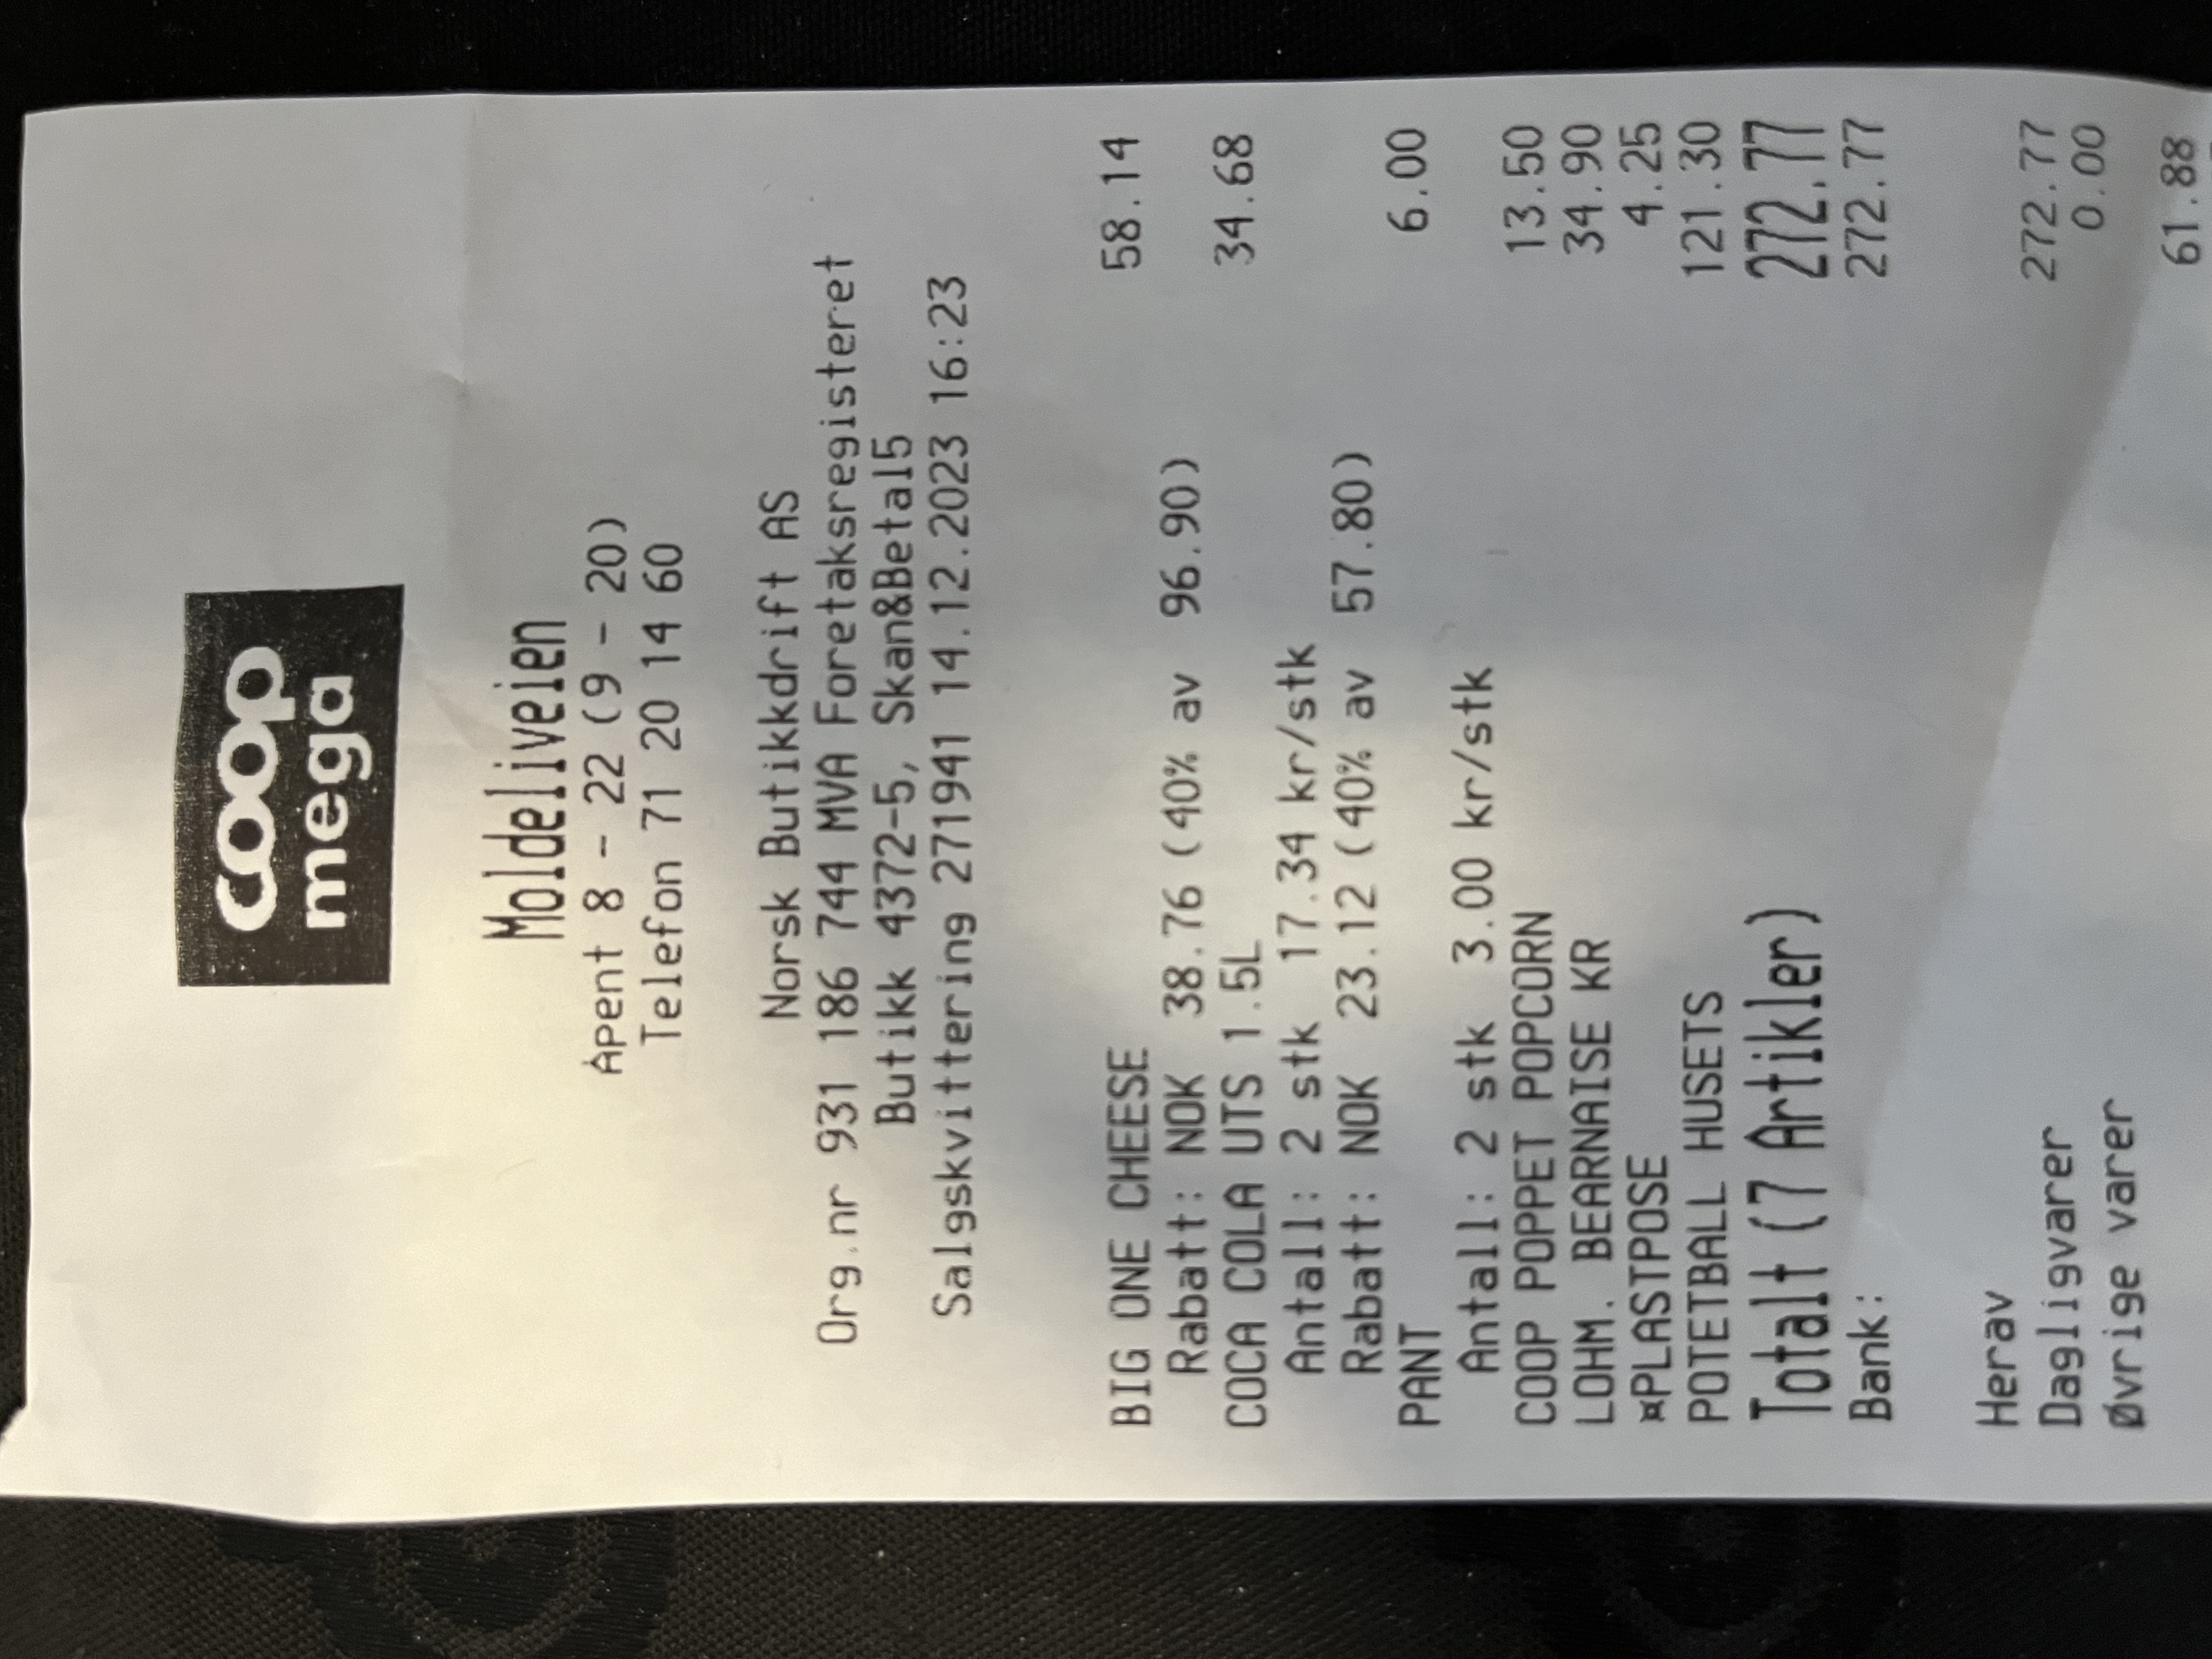 coop
mega
Moldeliveien
Åpent 8 - 22 (9 - 20)
Telefon 71 20 14 60
Norsk Butikkdrift AS
Org.nr 931 186 744 MVA Foretaksregisteret
Butikk 4372-5, Skan&Betal5
Salgskvittering 271941 14.12.2023 16:23
BIG ONE CHEESE 58.14
Rabatt: NOK 38.76 (40% av 96.90)
COCA COLA UTS 1.5L 34.68
Antall: 2 stk 17.34 kr/stk
Rabatt: NOK 23.12 (40% av 57.80)
PANT 6.00
Antall: 2 stk 3.00 kr/stk
COOP POPPET POPCORN 13.50
LOHM. BEARNAISE KR 34.90
¤PLASTPOSE 4.25
POTETBALL HUSETS 121.30
Totalt (7 Artikler) 272.77
Bank: 272.77
Herav
Dagligvarer 272.77
Øvrige varer 0.00
61.88